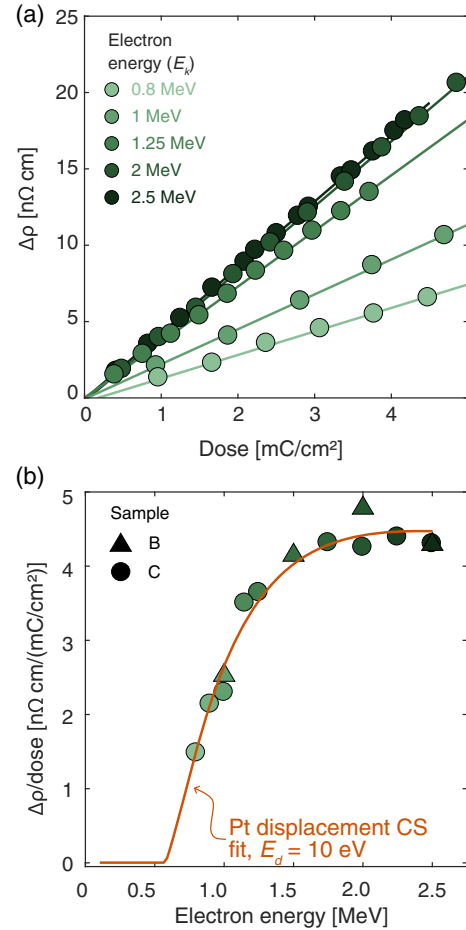 (a)
25
20
15
10
5
0
Δρ [nΩ cm]
Electron
energy (Eₖ)
0.8 MeV
1 MeV
1.25 MeV
2 MeV
2.5 MeV
0 1 2 3 4
Dose [mC/cm²]
(b)
5
4
3
2
1
0
Δρ/dose [nΩ cm/(mC/cm²)]
Sample
B
C
Pt displacement CS
fit, E_d = 10 eV
0 0.5 1.0 1.5 2.0 2.5
Electron energy [MeV]